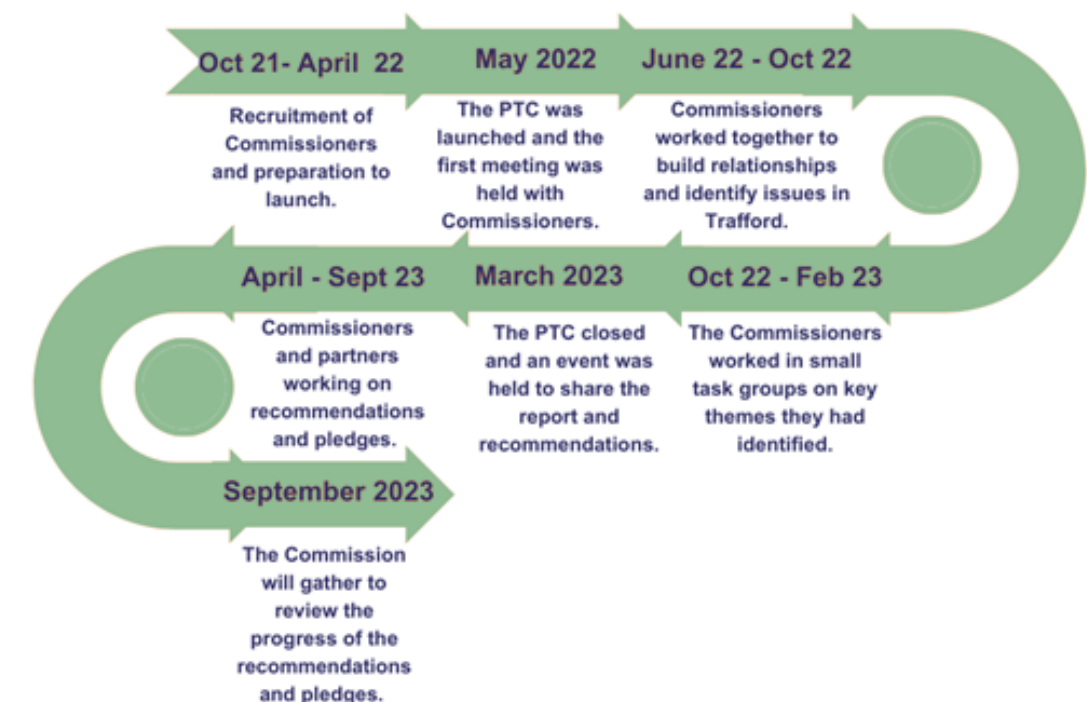 Oct 21- April 22
Recruitment of
Commissioners
and preparation to
launch.
May 2022
The PTC was
launched and the
first meeting was
held with
Commissioners.
June 22 - Oct 22
Commissioners
worked together to
build relationships
and identify issues in
Trafford.
Oct 22 - Feb 23
The Commissioners
worked in small
task groups on key
themes they had
identified.
March 2023
The PTC closed
and an event was
held to share the
report and
recommendations.
April - Sept 23
Commissioners
and partners
working on
recommendations
and pledges.
September 2023
The Commission
will gather to
review the
progress of the
recommendations
and pledges.